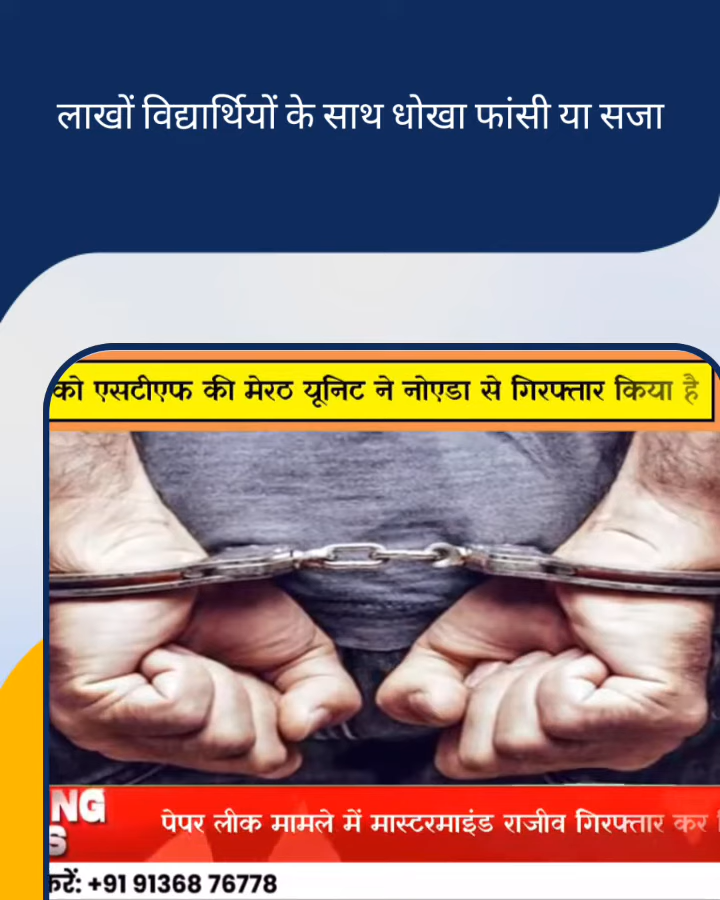 लाखों विद्यार्थियों के साथ धोखा फांसी या सजा
को एसटीएफ की मेरठ यूनिट ने नोएडा से गिरफ्तार किया है
NG
S
पेपर लीक मामले में मास्टरमाइंड राजीव गिरफ्तार कर
करें: +91 91368 76778